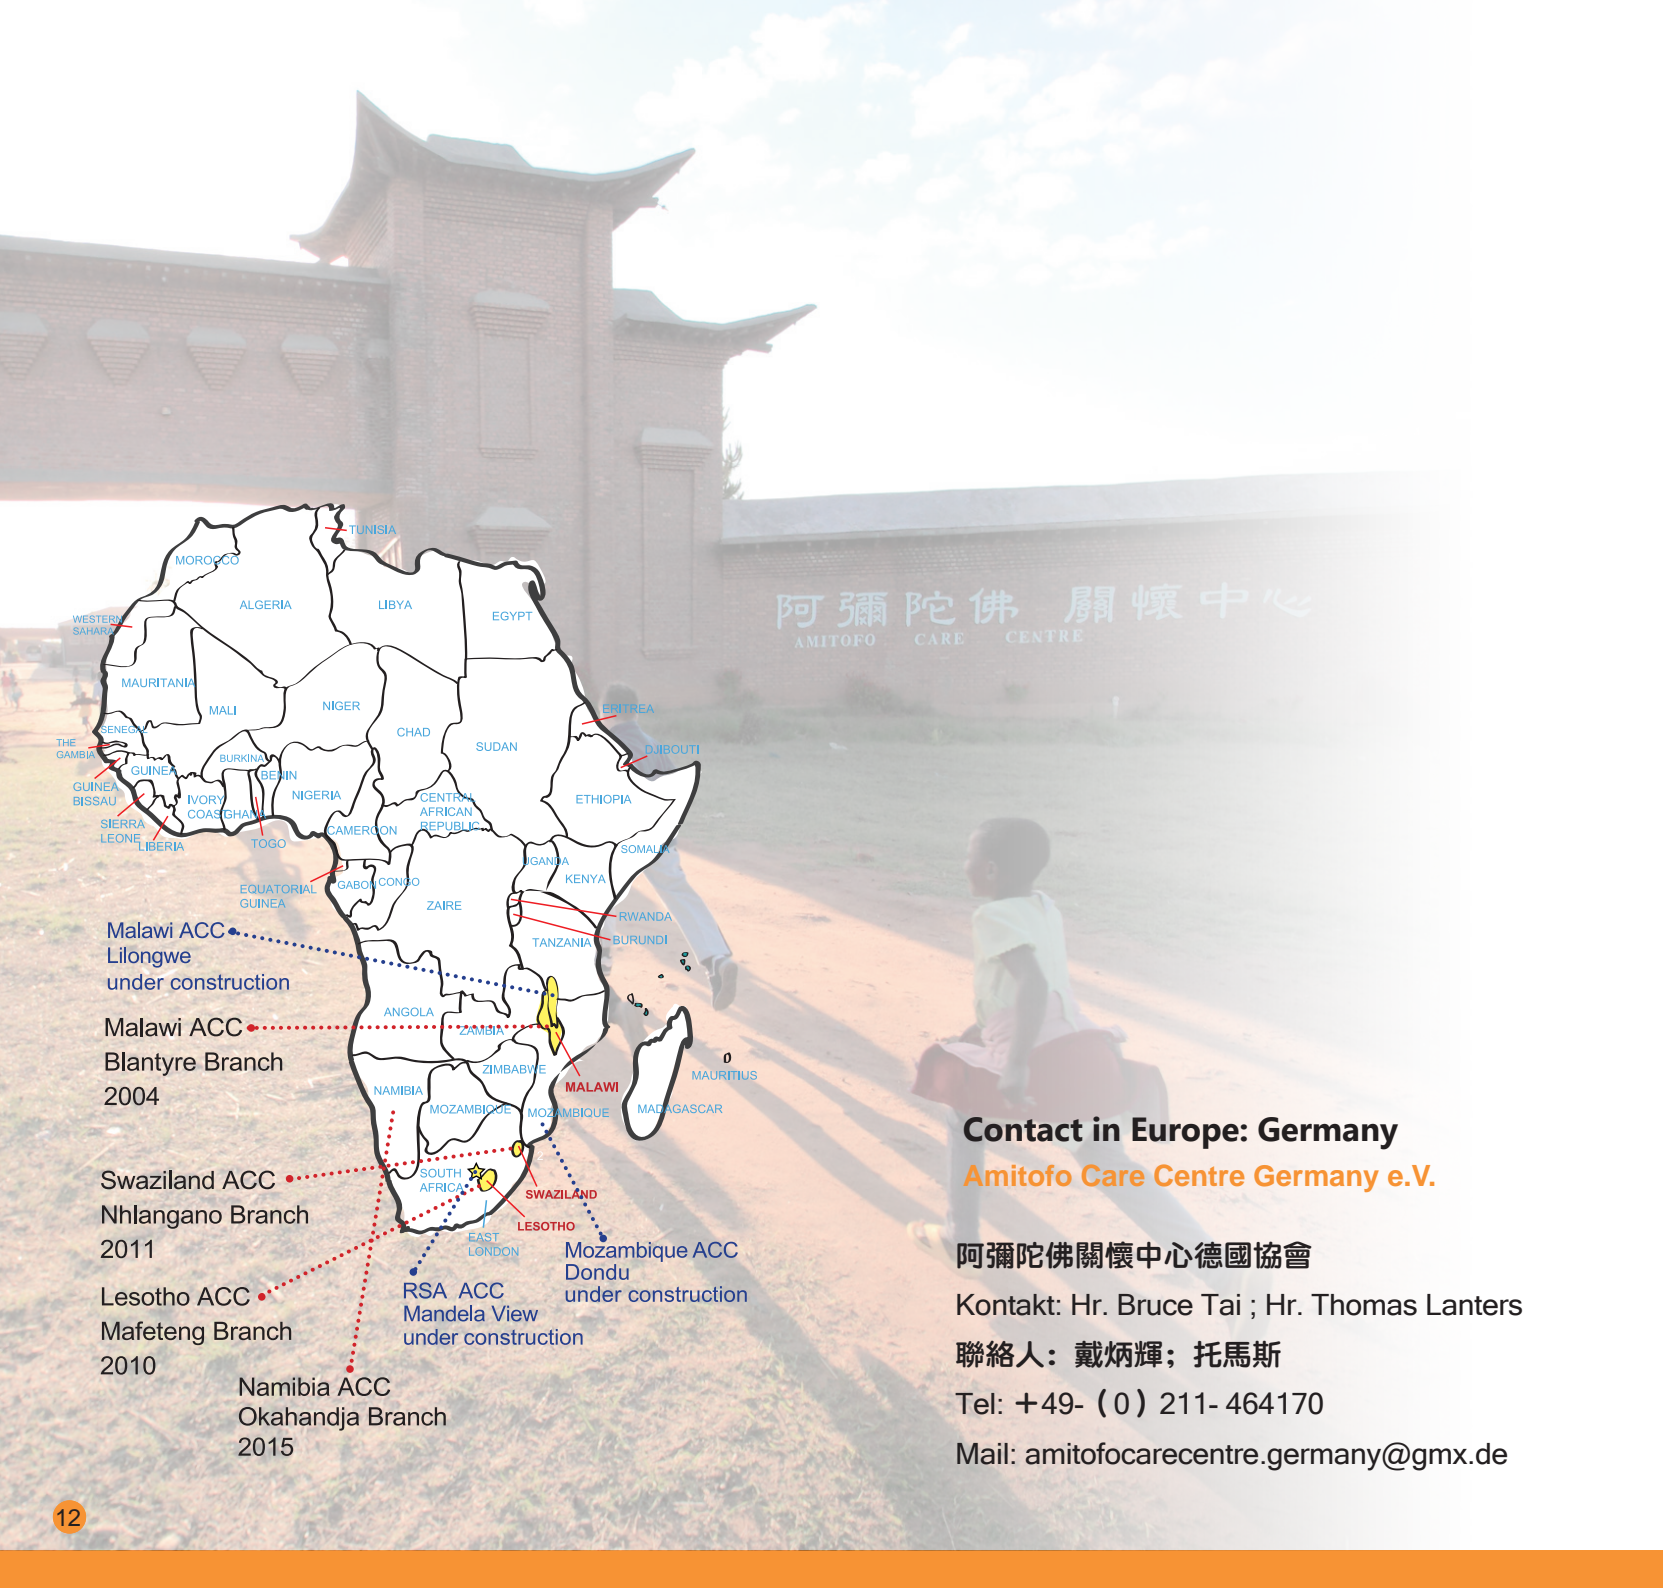 阿彌陀佛 關懷中心
AMITOFO CARE CENTRE
TUNISIA
MOROCCO
ALGERIA
LIBYA
EGYPT
WESTERN
SAHARA
MAURITANIA
MALI
NIGER
CHAD
SUDAN
ERITREA
DJIBOUTI
SENEGAL
THE
GAMBIA
GUINEA
BISSAU
GUINEA
SIERRA
LEONE
LIBERIA
IVORY
COAST
BURKINA
GHANA
TOGO
BENIN
NIGERIA
CAMEROON
CENTRAL
AFRICAN
REPUBLIC
ETHIOPIA
SOMALIA
UGANDA
KENYA
EQUATORIAL
GUINEA
GABON
CONGO
ZAIRE
RWANDA
BURUNDI
TANZANIA
ANGOLA
ZAMBIA
ZIMBABWE
MALAWI
NAMIBIA
MOZAMBIQUE
MOZAMBIQUE
MADAGASCAR
MAURITIUS
SOUTH
AFRICA
SWAZILAND
LESOTHO
EAST
LONDON
Malawi ACC
Lilongwe
under construction
Malawi ACC
Blantyre Branch
2004
Swaziland ACC
Nhlangano Branch
2011
Lesotho ACC
Mafeteng Branch
2010
Namibia ACC
Okahandja Branch
2015
RSA ACC
Mandela View
under construction
Mozambique ACC
Dondu
under construction
Contact in Europe: Germany
Amitofo Care Centre Germany e.V.
阿彌陀佛關懷中心德國協會
Kontakt: Hr. Bruce Tai ; Hr. Thomas Lanters
聯絡人：戴炳輝；托馬斯
Tel: ＋49-（0）211- 464170
Mail: amitofocarecentre.germany@gmx.de
12